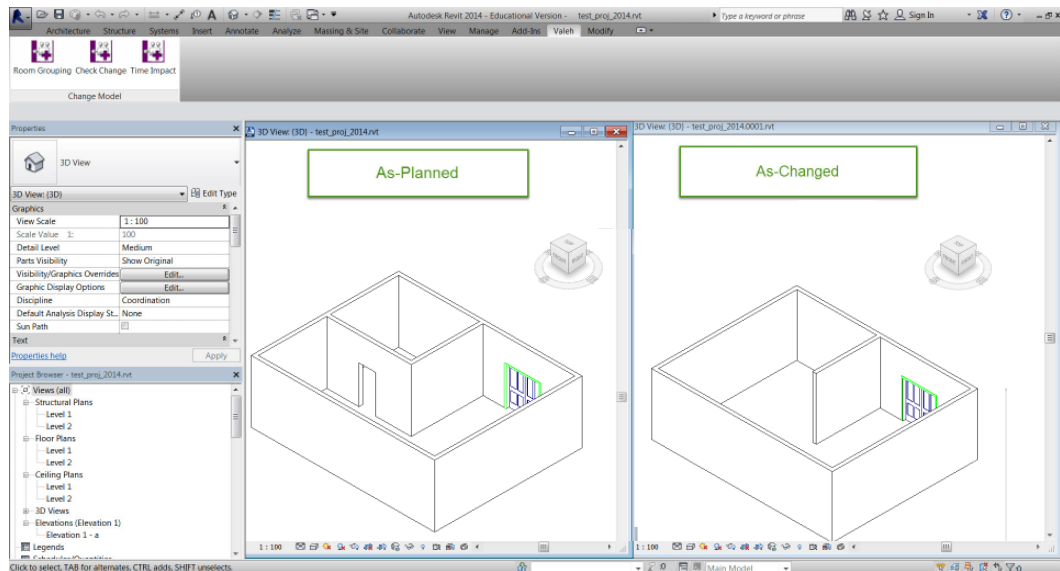 Autodesk Revit 2014 - Educational Version - test_proj_2014.rvt
Type a keyword or phrase
Sign In
Architecture Structure Systems Insert Annotate Analyze Massing & Site Collaborate View Manage Add-Ins Valeh Modify
Room Grouping Check Change Time Impact
Change Model
Properties
3D View
3D View: {3D}
Edit Type
Graphics
View Scale 1 : 100
Scale Value 1: 100
Detail Level Medium
Parts Visibility Show Original
Visibility/Graphics Overrides Edit...
Graphic Display Options Edit...
Discipline Coordination
Default Analysis Display St... None
Sun Path
Text
Properties help Apply
Project Browser - test_proj_2014.rvt
Views (all)
Structural Plans
Level 1
Level 2
Floor Plans
Level 1
Level 2
Ceiling Plans
Level 1
Level 2
3D Views
Elevations (Elevation 1)
Elevation 1 - a
Legends
3D View: {3D} - test_proj_2014.rvt
As-Planned
TOP
1 : 100
3D View: {3D} - test_proj_2014.0001.rvt
As-Changed
TOP
1 : 100
Click to select, TAB for alternates, CTRL adds, SHIFT unselects.
:0
Main Model
:0